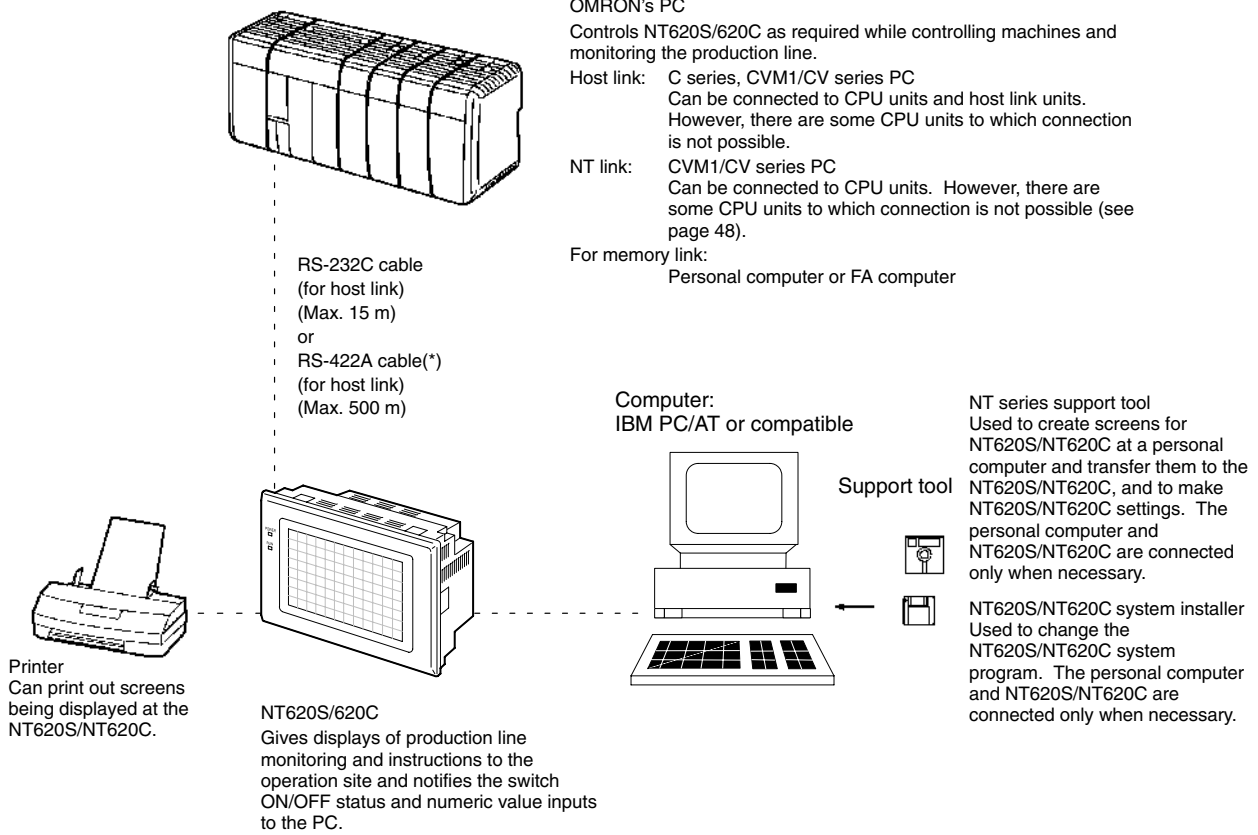 OMRON's PC
Controls NT620S/620C as required while controlling machines and
monitoring the production line.
Host link: C series, CVM1/CV series PC
Can be connected to CPU units and host link units.
However, there are some CPU units to which connection
is not possible.
NT link: CVM1/CV series PC
Can be connected to CPU units. However, there are
some CPU units to which connection is not possible (see
page 48).
For memory link:
Personal computer or FA computer
RS-232C cable
(for host link)
(Max. 15 m)
or
RS-422A cable(*)
(for host link)
(Max. 500 m)
Computer:
IBM PC/AT or compatible
Support tool
NT series support tool
Used to create screens for
NT620S/NT620C at a personal
computer and transfer them to the
NT620S/NT620C, and to make
NT620S/NT620C settings. The
personal computer and
NT620S/NT620C are connected
only when necessary.
NT620S/NT620C system installer
Used to change the
NT620S/NT620C system
program. The personal computer
and NT620S/NT620C are
connected only when necessary.
Printer
Can print out screens
being displayed at the
NT620S/NT620C.
NT620S/620C
Gives displays of production line
monitoring and instructions to the
operation site and notifies the switch
ON/OFF status and numeric value inputs
to the PC.